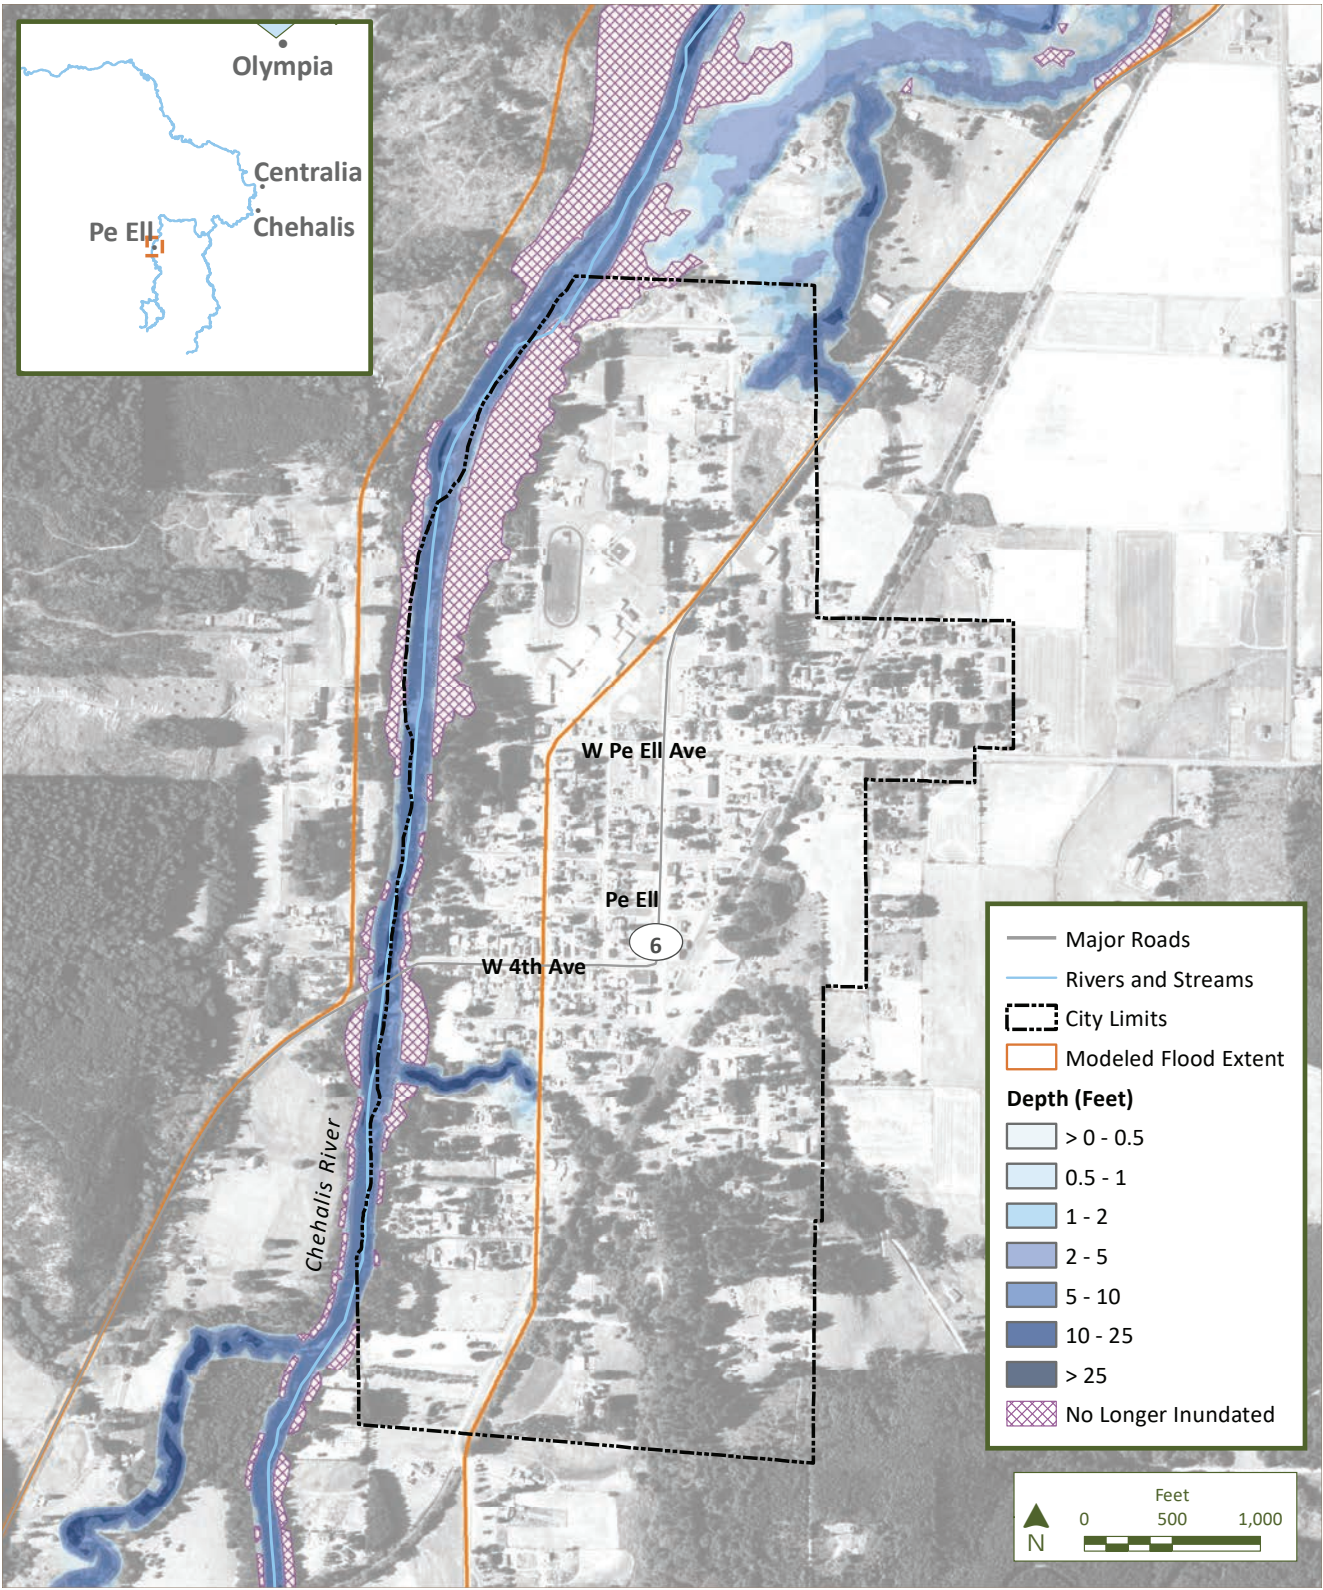 Olympia
Centralia
Chehalis
Pe Ell
W Pe Ell Ave
Pe Ell
6
W 4th Ave
Chehalis River
Major Roads
Rivers and Streams
City Limits
Modeled Flood Extent
Depth (Feet)
> 0 - 0.5
0.5 - 1
1 - 2
2 - 5
5 - 10
10 - 25
> 25
No Longer Inundated
Feet
0 500 1,000
N